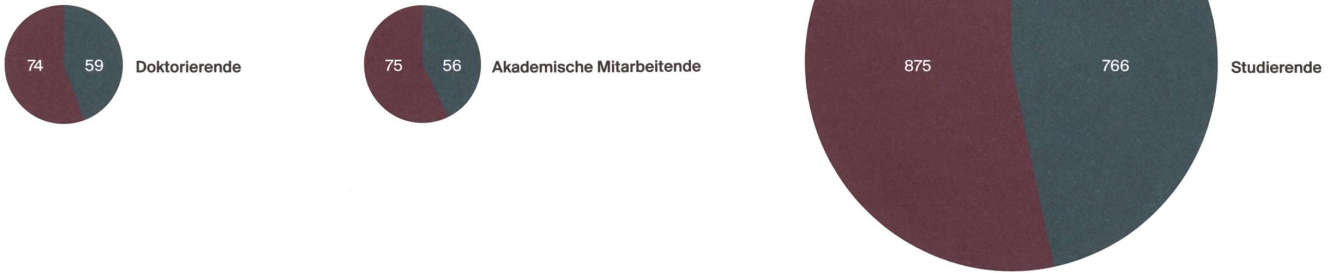 74 59 Doktorierende
75 56 Akademische Mitarbeitende
875 766 Studierende